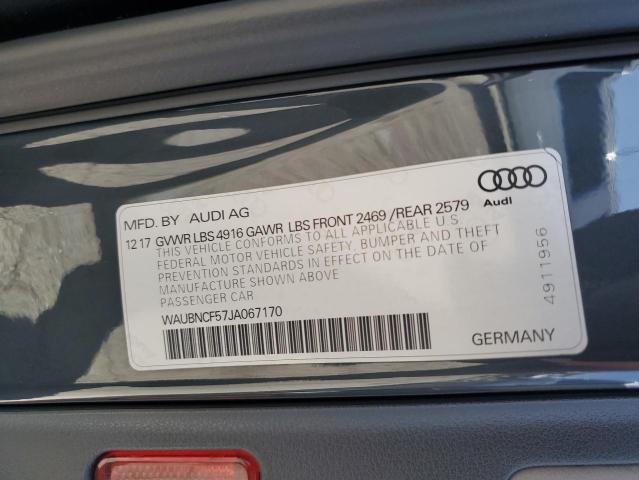 MFD. BY AUDI AG
Audi
12 17 GVWR LBS 4916 GAWR LBS FRONT 2469 /REAR 2579
THIS VEHICLE CONFORMS TO ALL APPLICABLE U.S.
FEDERAL MOTOR VEHICLE SAFETY, BUMPER AND THEFT
PREVENTION STANDARDS IN EFFECT ON THE DATE OF
MANUFACTURE SHOWN ABOVE
PASSENGER CAR
WAUBNCF57JA067170
4911956
GERMANY